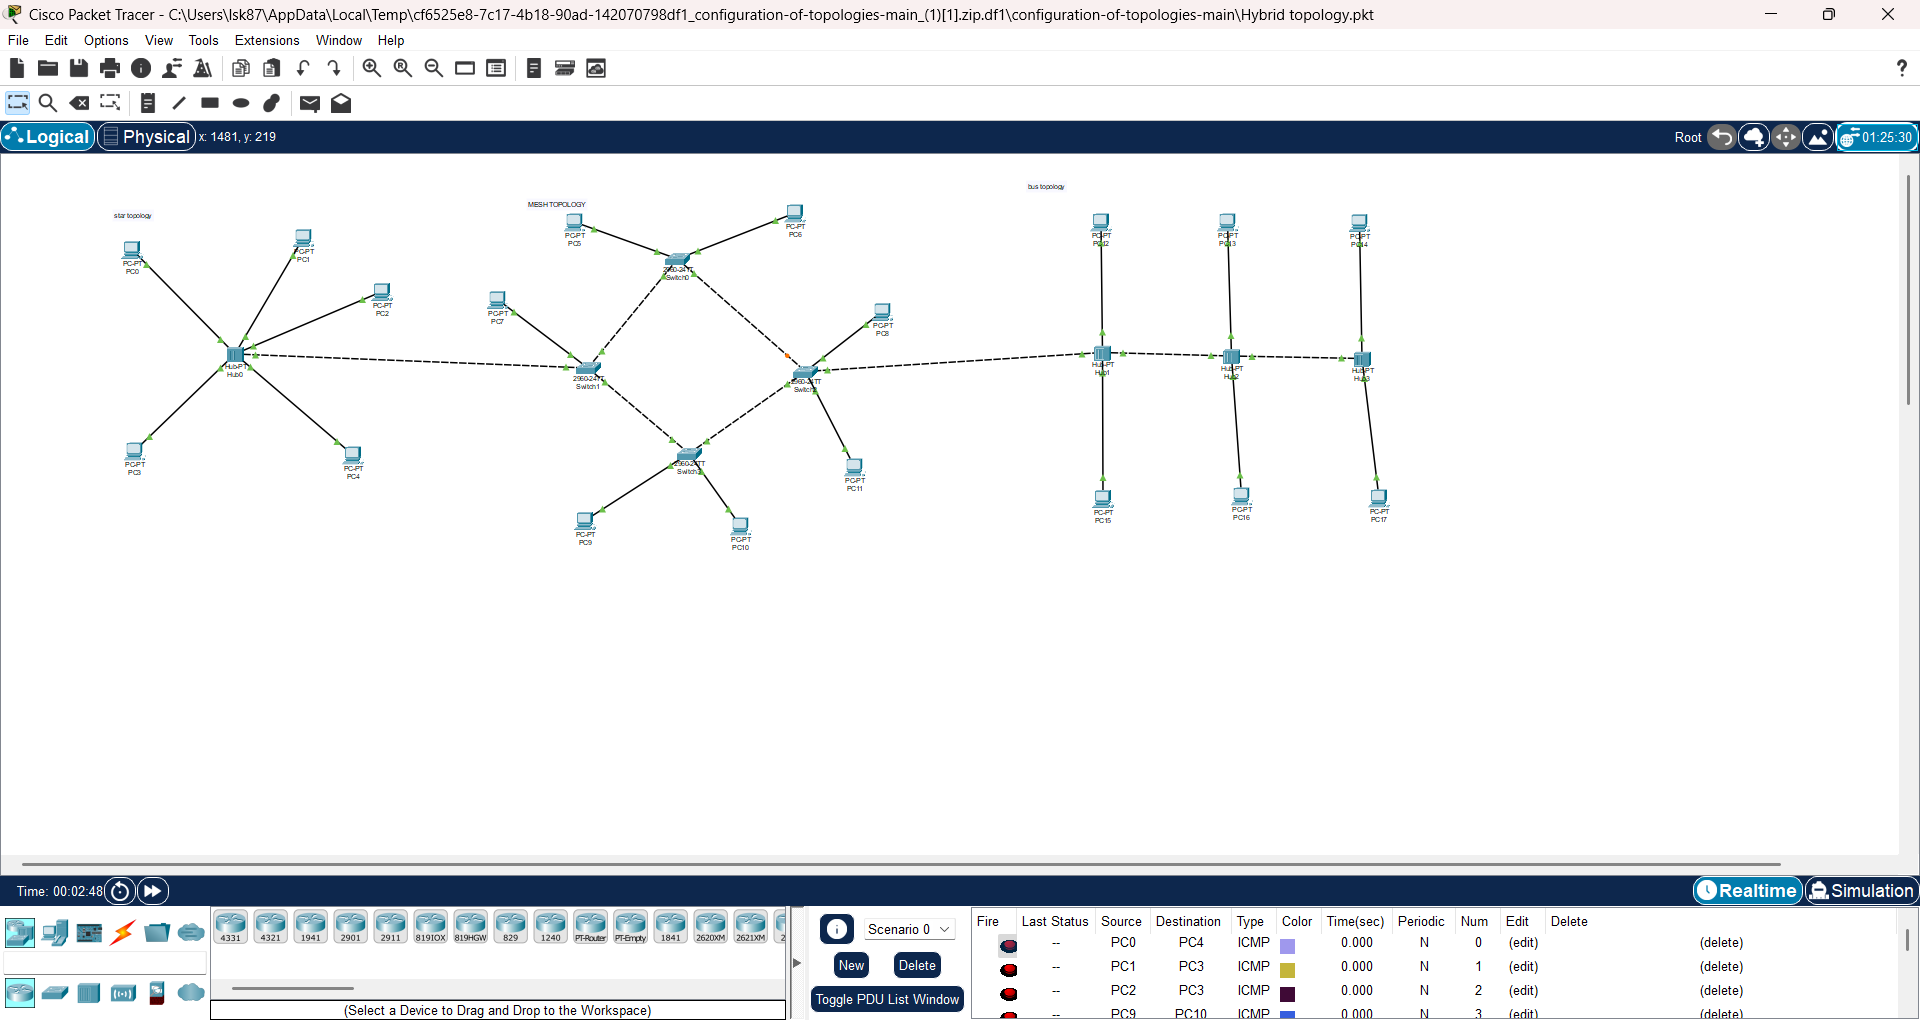 Cisco Packet Tracer - C:\Users\lsk87\AppData\Local\Temp\cf6525e8-7c17-4b18-90ad-142070798df1_configuration-of-topologies-main_(1)[1].zip.df1\configuration-of-topologies-main\Hybrid topology.pkt
File Edit Options View Tools Extensions Window Help
?
Logical Physical x: 1481, y: 219 Root 01:25:30
bus topology
MESH TOPOLOGY
star topology
PC-PT PC6
PC-PT PC5
PC-PT PC12
PC-PT PC13
PC-PT PC14
PC-PT PC1
PC-PT PC0
2960-24TT Switch0
PC-PT PC2
PC-PT PC7
PC-PT PC8
Hub-PT Hub0
2960-24TT Switch1
2960-24TT
Hub-PT Hub1
Hub-PT Hub2
Hub-PT Hub3
PC-PT PC3
PC-PT PC4
2960-24TT
PC-PT PC11
PC-PT PC9
PC-PT PC10
PC-PT PC15
PC-PT PC16
PC-PT PC17
Time: 00:02:48 Realtime Simulation
4331 4321 1941 2901 2911 819IOX 819HGW 829 1240 PT-Router PT-Empty 1841 2620XM 2621XM 2
(Select a Device to Drag and Drop to the Workspace)
Scenario 0
New Delete
Toggle PDU List Window
Fire Last Status Source Destination Type Color Time(sec) Periodic Num Edit Delete
-- PC0 PC4 ICMP 0.000 N 0 (edit) (delete)
-- PC1 PC3 ICMP 0.000 N 1 (edit) (delete)
-- PC2 PC3 ICMP 0.000 N 2 (edit) (delete)
-- PC9 PC10 ICMP 0.000 N 3 (edit) (delete)